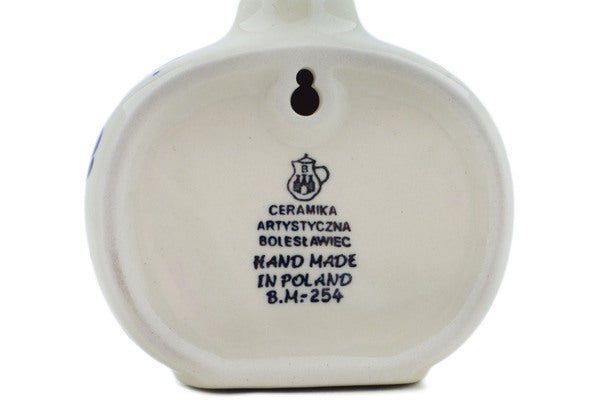 B
CERAMIKA
ARTYSTYCZNA
BOLESŁAWIEC
HAND MADE
IN POLAND
B.M.-254